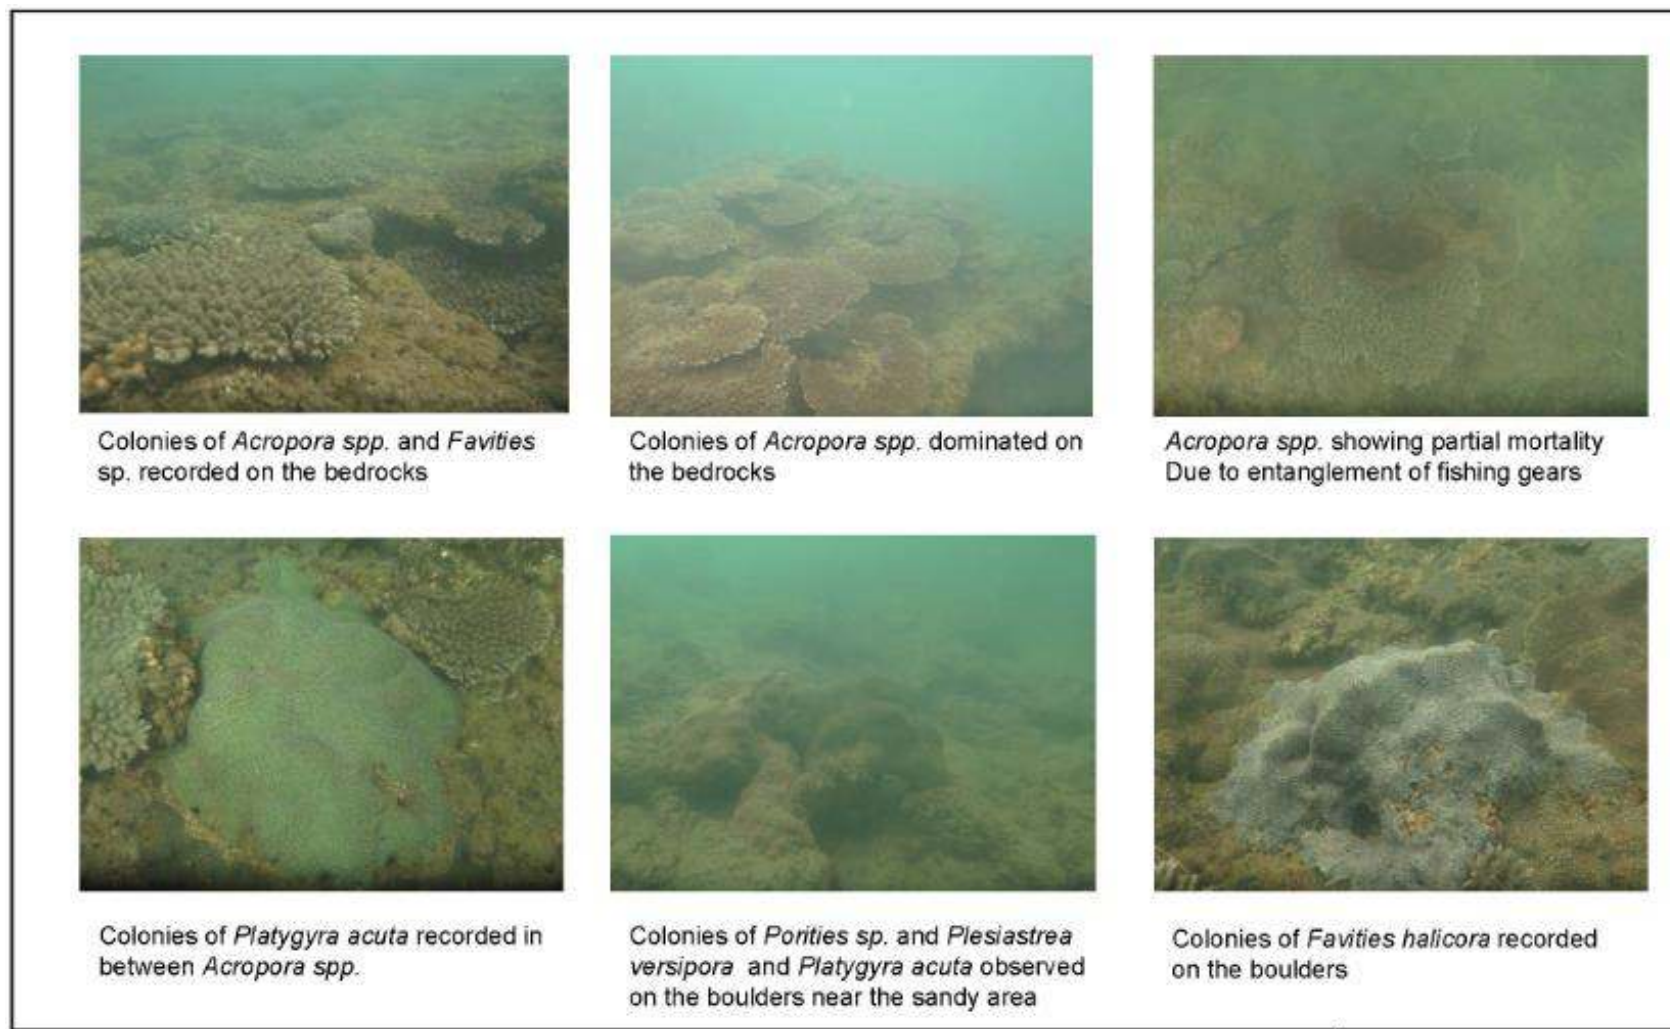 Colonies of Acropora spp. and Favities
sp. recorded on the bedrocks
Colonies of Acropora spp. dominated on
the bedrocks
Acropora spp. showing partial mortality
Due to entanglement of fishing gears
Colonies of Platygyra acuta recorded in
between Acropora spp.
Colonies of Porities sp. and Plesiastrea
versipora and Platygyra acuta observed
on the boulders near the sandy area
Colonies of Favities halicora recorded
on the boulders